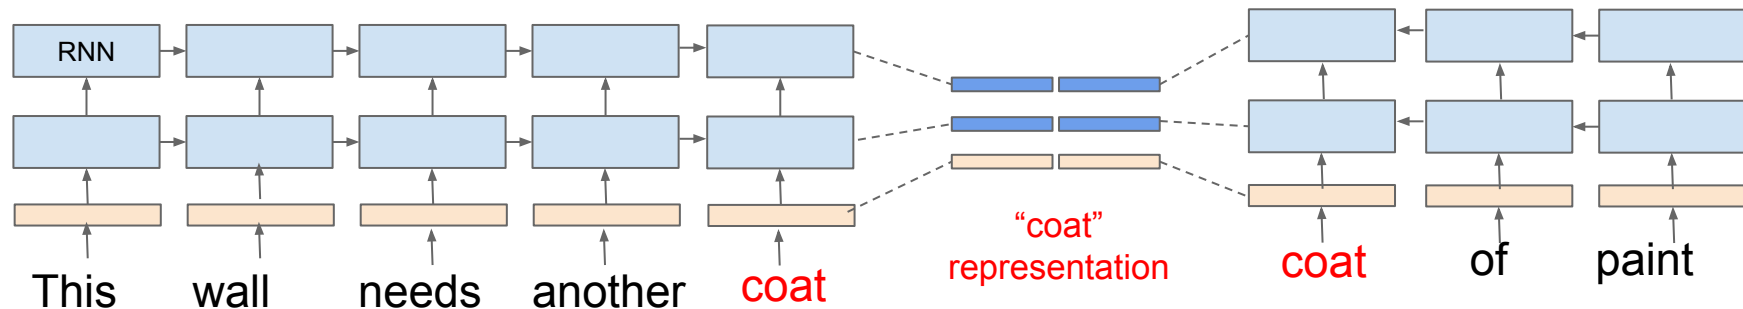 RNN
This wall needs another coat
“coat”
representation
coat of paint